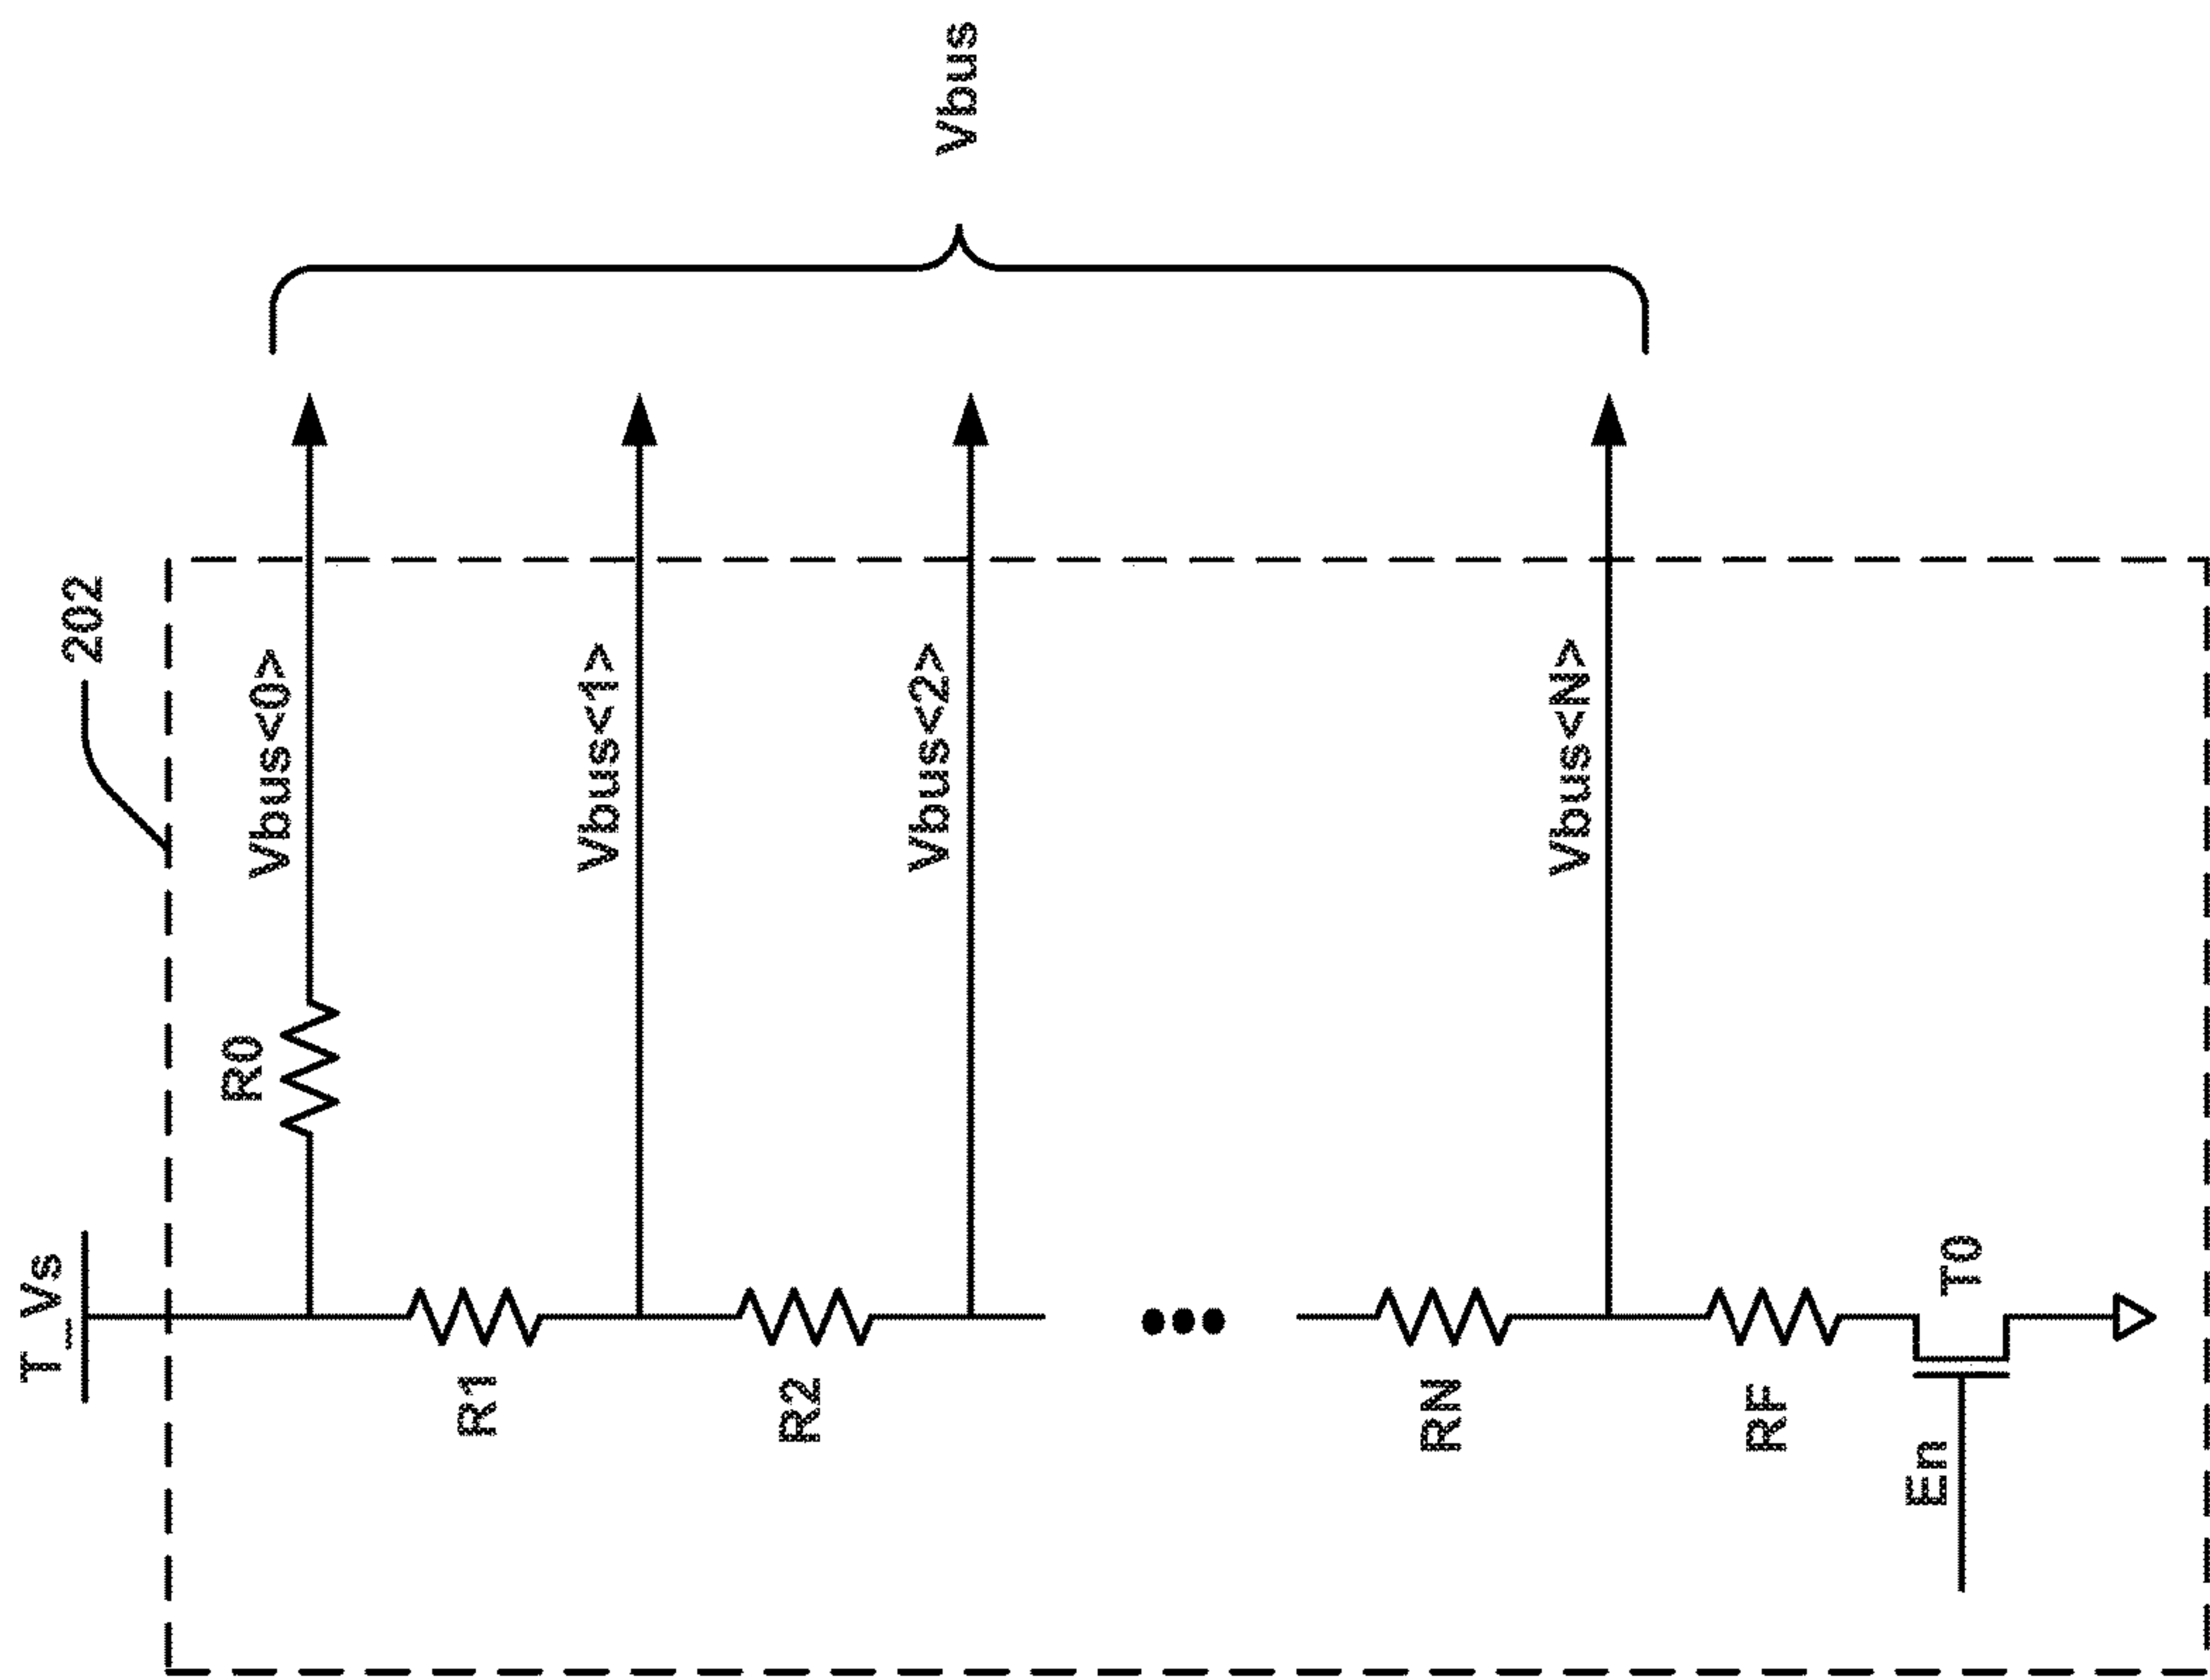 T_Vs
202
R0
Vbus<0>
R1
Vbus<1>
R2
Vbus<2>
Vbus
RN
Vbus<N>
RF
En
T0